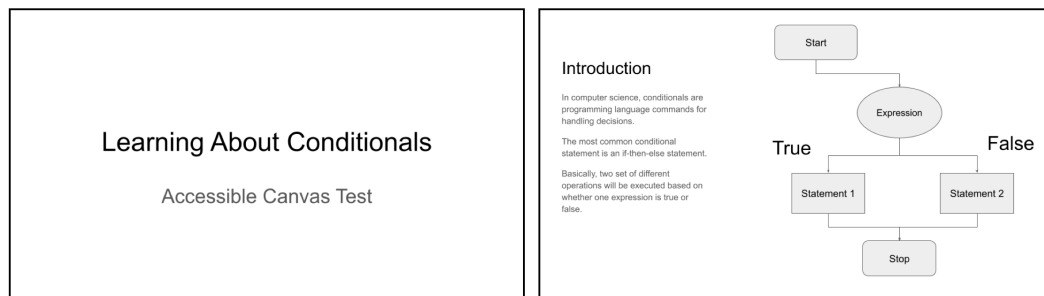 Learning About Conditionals
Accessible Canvas Test
Introduction
In computer science, conditionals are
programming language commands for
handling decisions.
The most common conditional
statement is an if-then-else statement.
Basically, two set of different
operations will be executed based on
whether one expression is true or
false.
Start
Expression
True
False
Statement 1
Statement 2
Stop